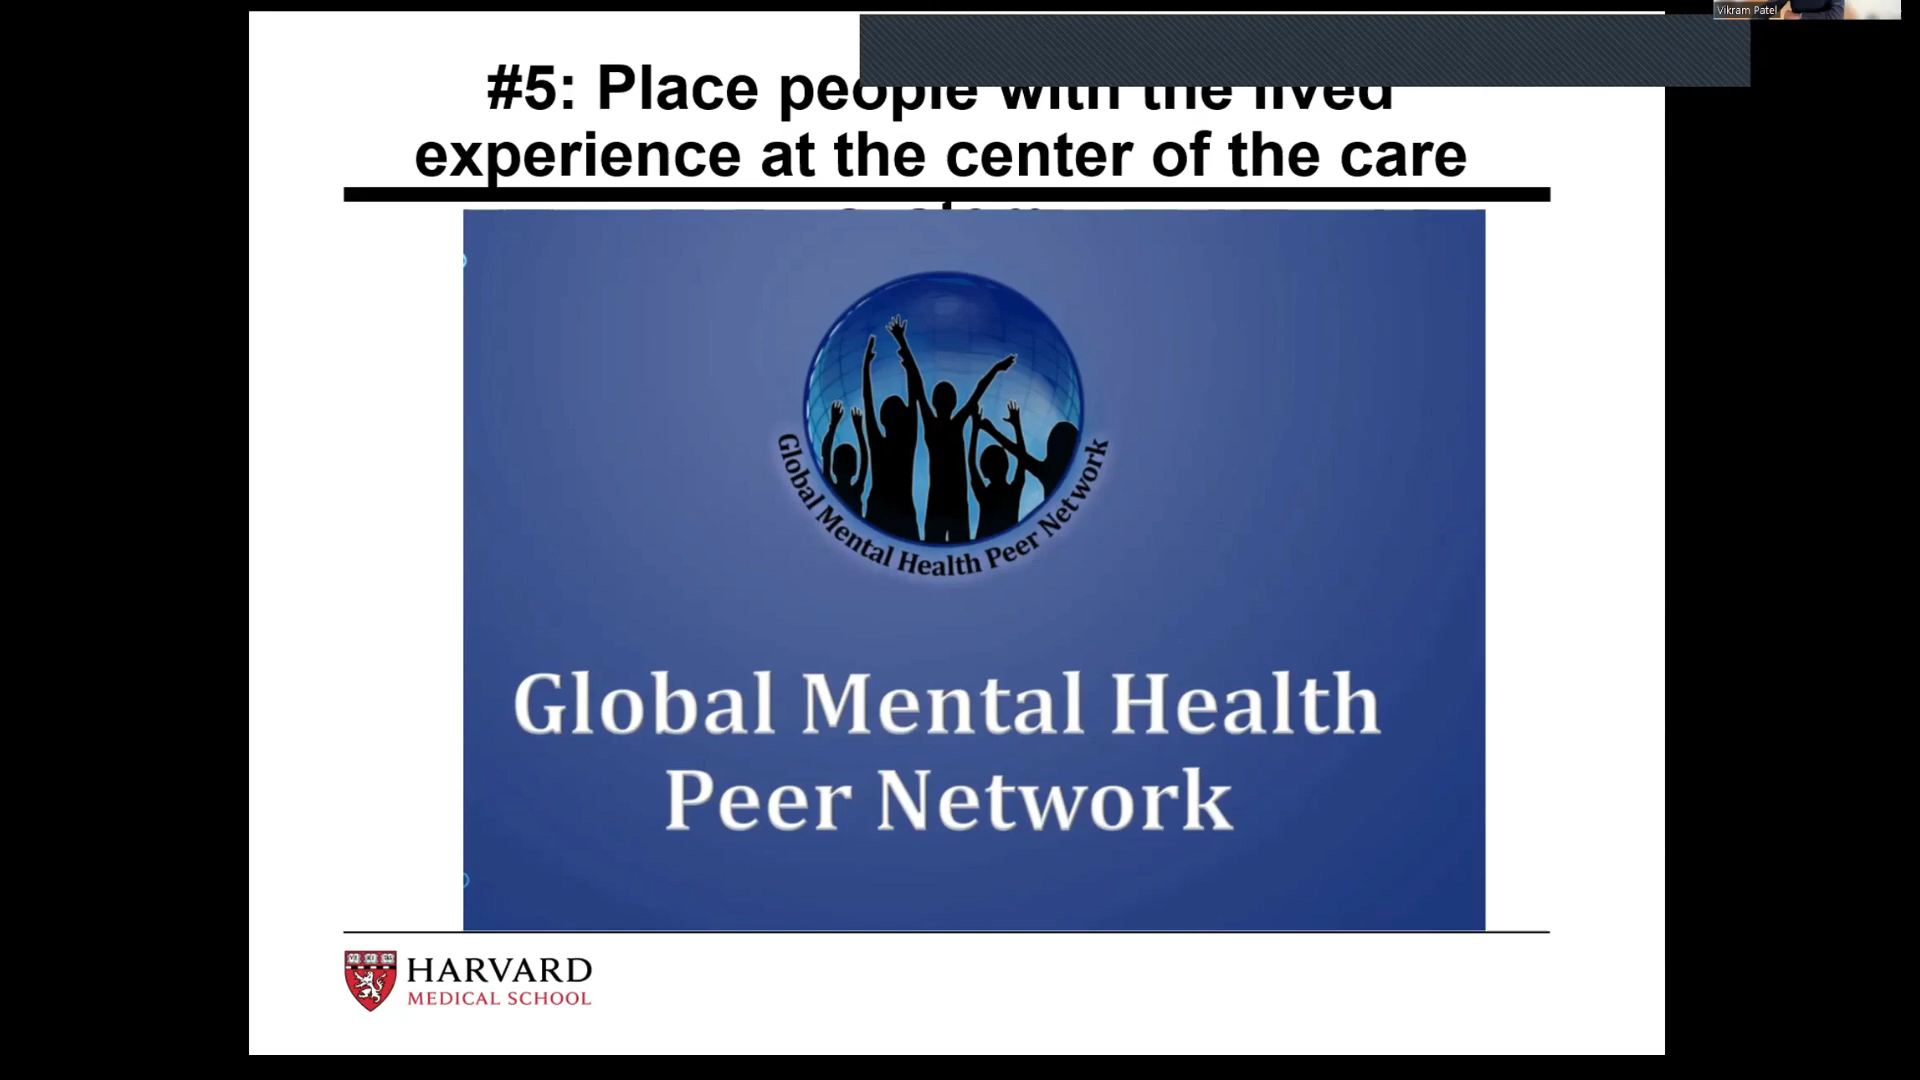 Vikram Patel
#5: Place people with the lived
experience at the center of the care
Global Mental Health Peer Network
Global Mental Health
Peer Network
HARVARD
MEDICAL SCHOOL